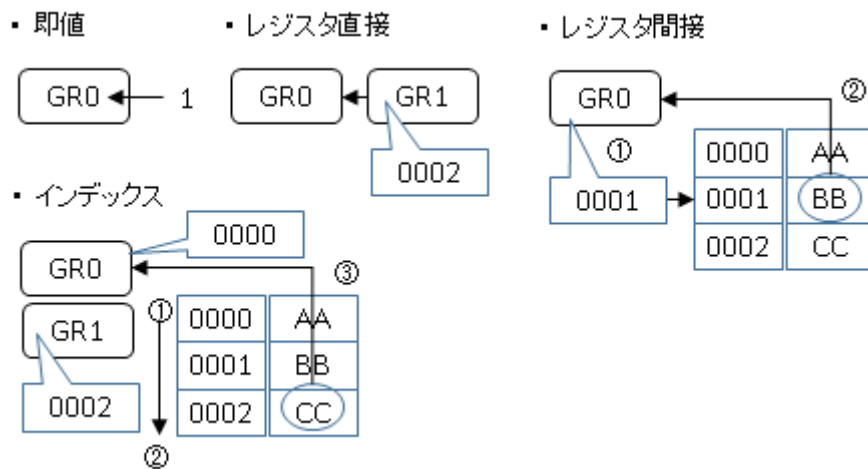 ▪ 即値
GR0
1
▪ レジスタ直接
GR0
GR1
0002
▪ レジスタ間接
GR0
②
①
0001
0000 AA
0001 BB
0002 CC
▪ インデックス
0000
GR0
③
GR1
①
0000 AA
0001 BB
0002 CC
0002
②